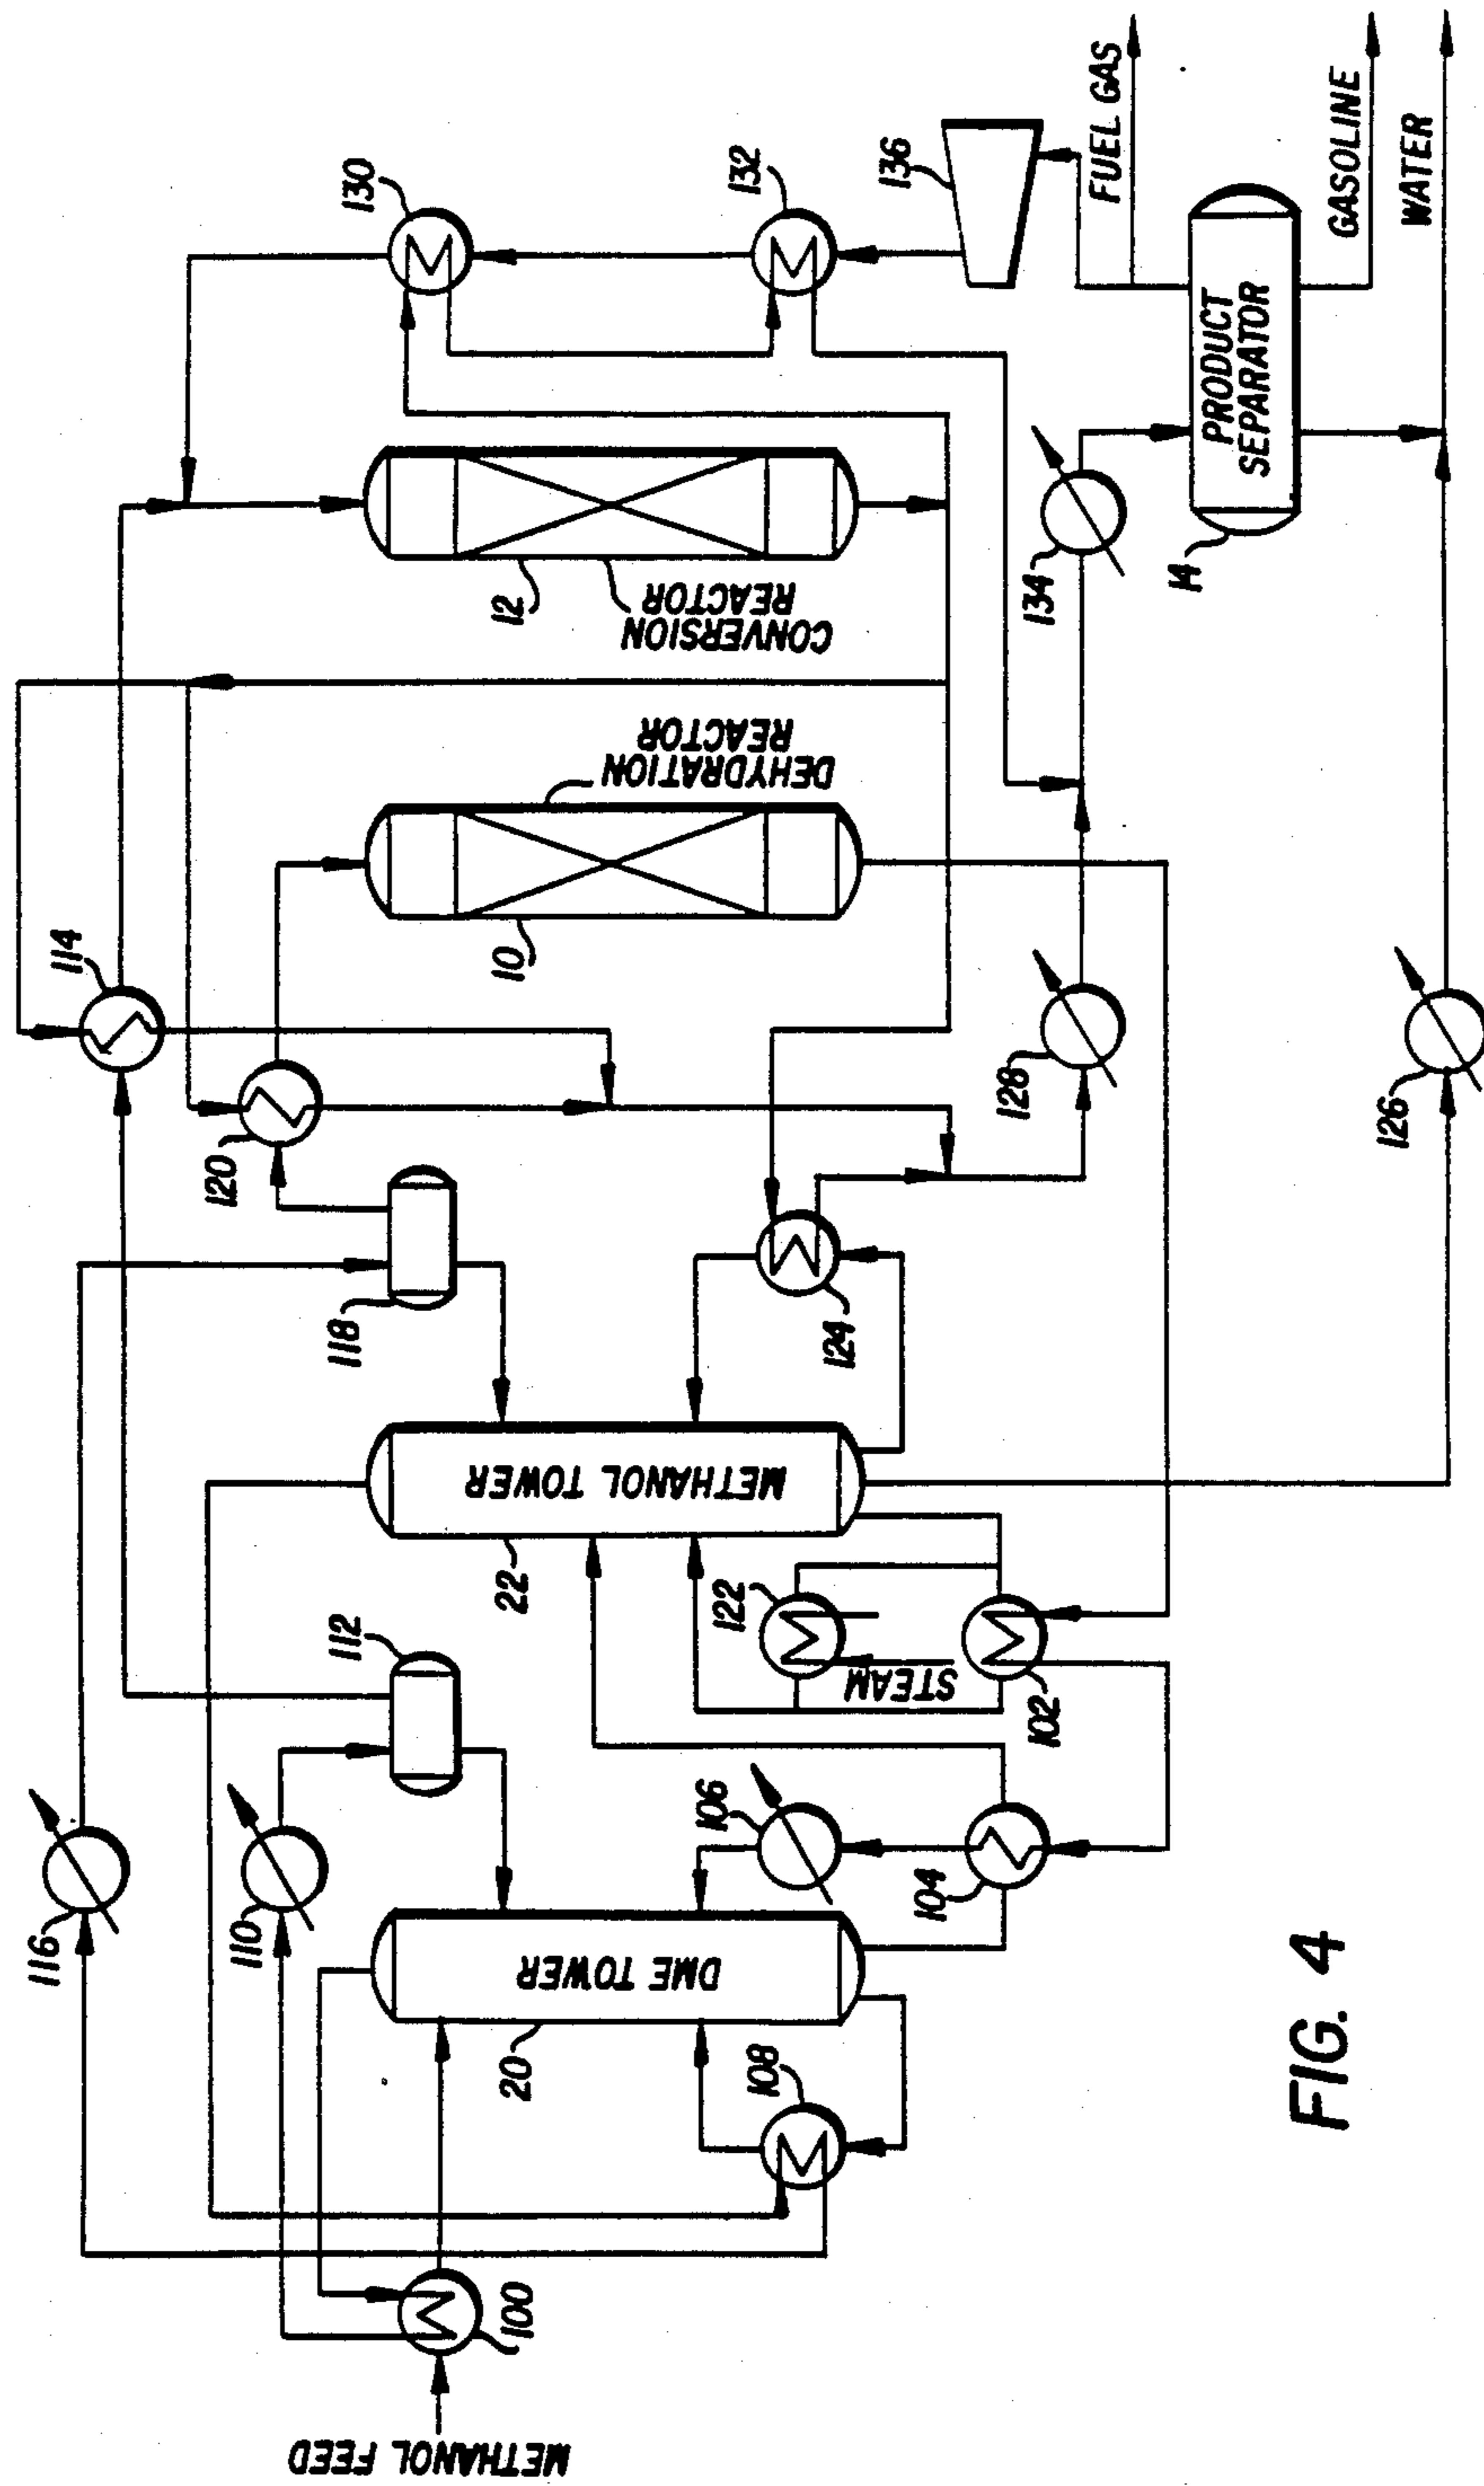 116
110
112
114
120
118
130
132
136
METHANOL FEED
100
20
DME TOWER
108
106
104
22
METHANOL TOWER
122
STEAM
102
124
10
DEHYDRATION
REACTOR
12
CONVERSION
REACTOR
128
134
14
PRODUCT
SEPARATOR
126
FUEL GAS
GASOLINE
WATER
FIG. 4